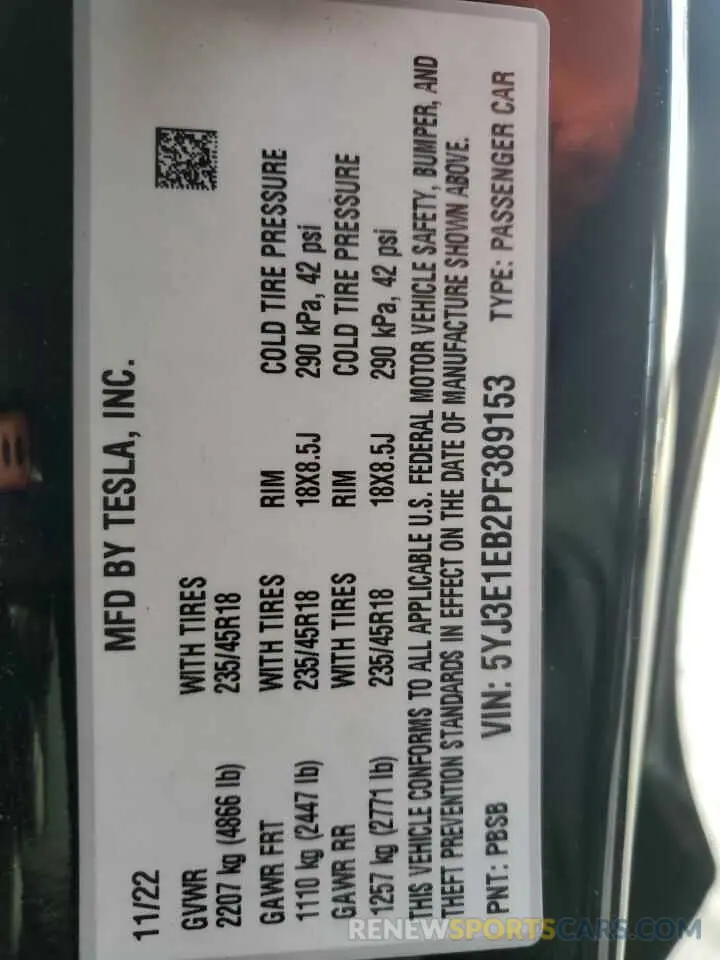 MFD BY TESLA, INC.
11/22
GVWR WITH TIRES
2207 kg (4866 lb) 235/45R18
GAWR FRT WITH TIRES RIM COLD TIRE PRESSURE
1110 kg (2447 lb) 235/45R18 18X8.5J 290 kPa, 42 psi
GAWR RR WITH TIRES RIM COLD TIRE PRESSURE
1257 kg (2771 lb) 235/45R18 18X8.5J 290 kPa, 42 psi
THIS VEHICLE CONFORMS TO ALL APPLICABLE U.S. FEDERAL MOTOR VEHICLE SAFETY, BUMPER, AND
THEFT PREVENTION STANDARDS IN EFFECT ON THE DATE OF MANUFACTURE SHOWN ABOVE.
PNT: PBSB VIN: 5YJ3E1EB2PF389153 TYPE: PASSENGER CAR
RENEWSPORTSCARS.COM